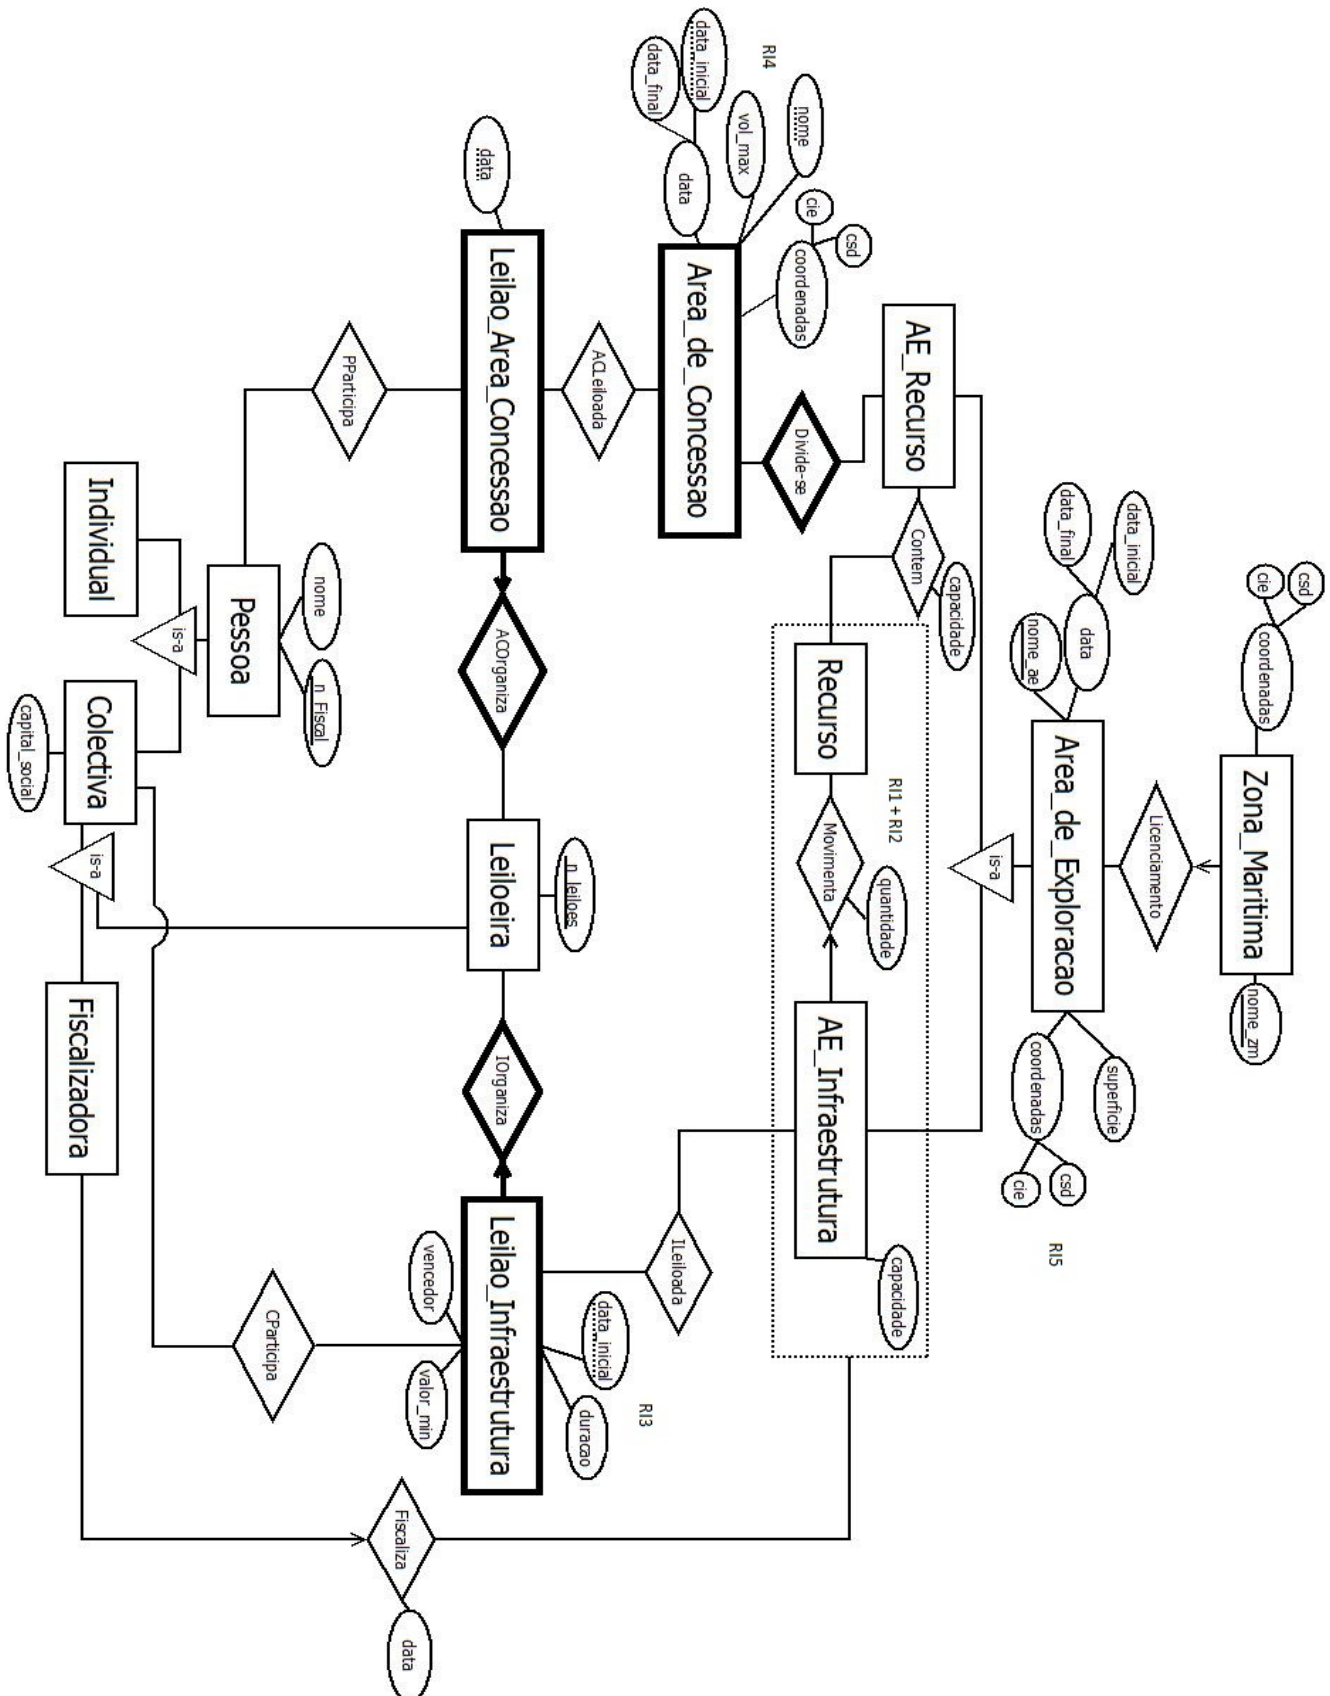 csd
cie
coordenadas
Zona_Maritima
nome_zm
Licenciamento
data_inicial
data_final
data
nome_ae
Area_de_Exploracao
superficie
coordenadas
csd
cie
RI5
is-a
AE_Recurso
Contem
capacidade
RI1 + RI2
quantidade
capacidade
Recurso
Movimenta
AE_Infraestrutura
RI4
nome
vol_max
data_inicial
data_final
data
cie
csd
coordenadas
Divide-se
Area_de_Concessao
ILeiloada
RI3
ACLeiloada
n_leiloes
data_inicial
duracao
data
Leilao_Area_Concessao
ACOrganiza
Leiloeira
IOrganiza
Leilao_Infraestrutura
vencedor
valor_min
PParticipa
nome
n_Fiscal
CParticipa
Fiscaliza
data
Pessoa
is-a
Individual
Colectiva
is-a
Fiscalizadora
capital_social